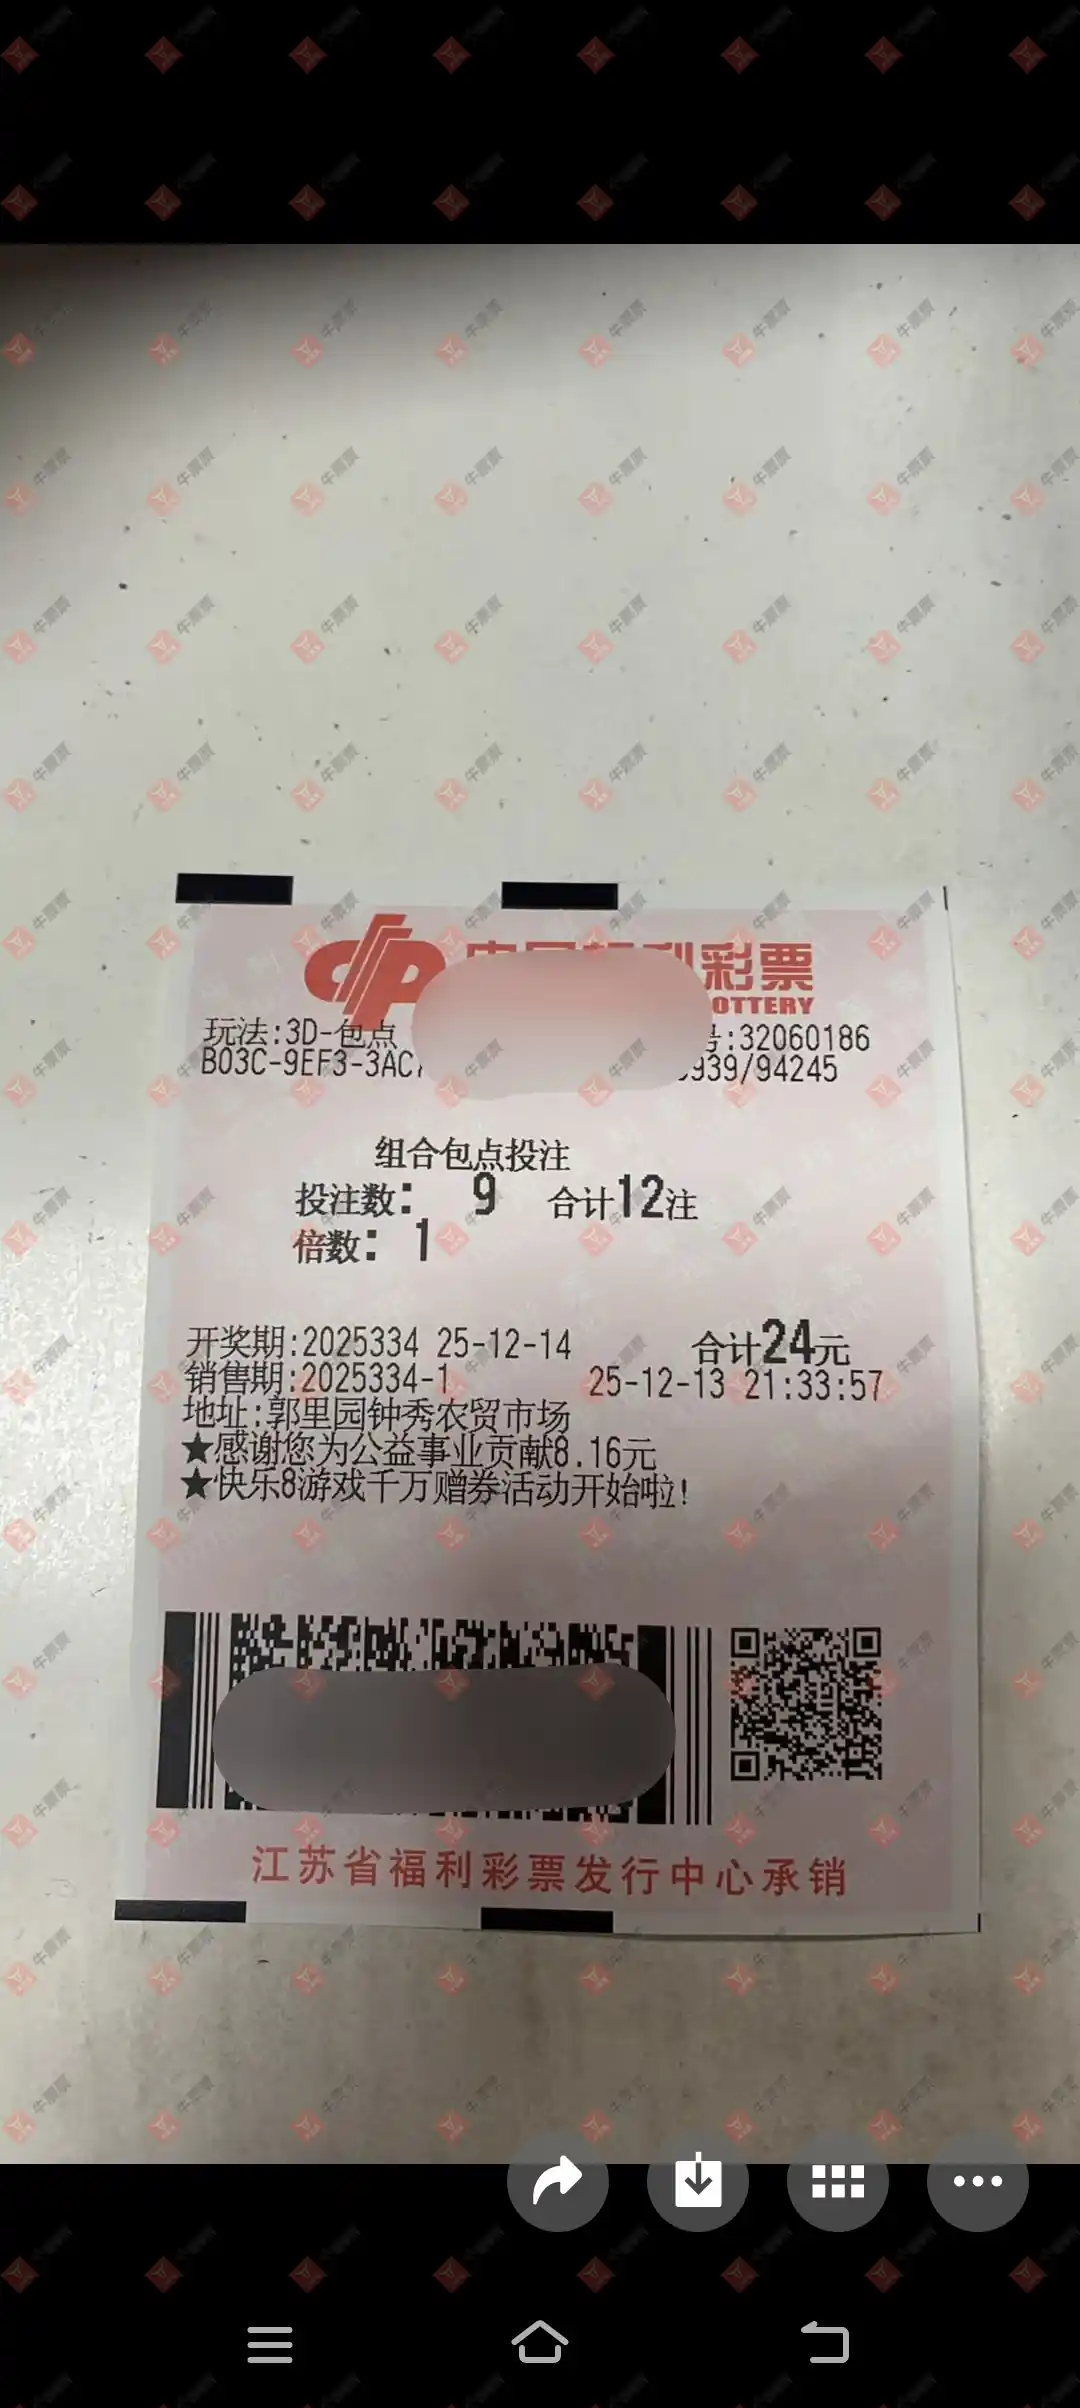 彩票
OTTERY
玩法:3D-包点
号:32060186
B03C-9EF3-3AC
939/94245
组合包点投注
投注数: 9 合计12注
倍数: 1
开奖期:2025334 25-12-14 合计24元
销售期:2025334-1 25-12-13 21:33:57
地址:郭里园钟秀农贸市场
★感谢您为公益事业贡献8.16元
★快乐8游戏千万赠券活动开始啦!
江苏省福利彩票发行中心承销
牛票票